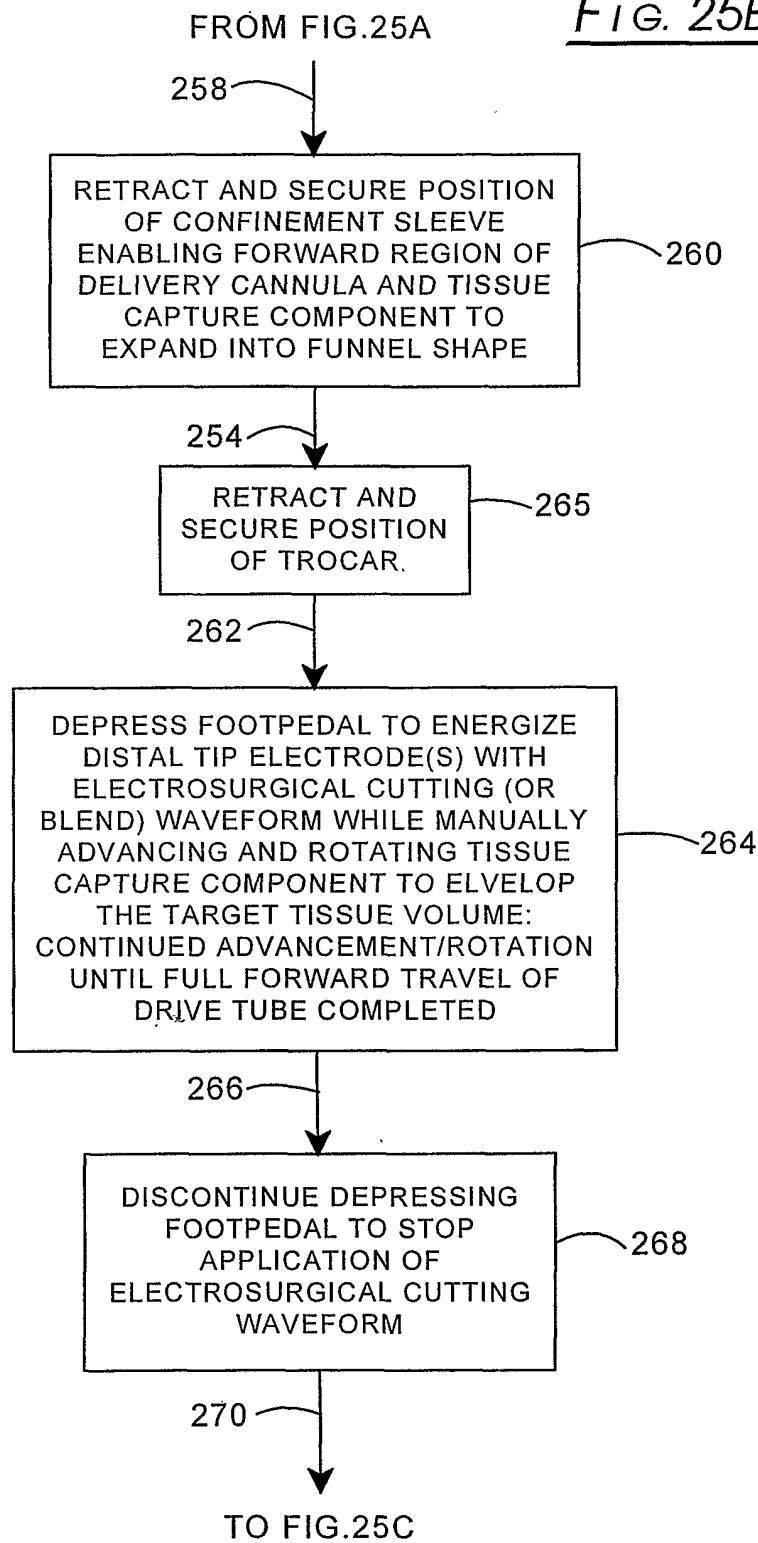 FROM FIG.25A
FIG. 25B
258
RETRACT AND SECURE POSITION
OF CONFINEMENT SLEEVE
ENABLING FORWARD REGION OF
DELIVERY CANNULA AND TISSUE
CAPTURE COMPONENT TO
EXPAND INTO FUNNEL SHAPE
260
254
RETRACT AND
SECURE POSITION
OF TROCAR.
265
262
DEPRESS FOOTPEDAL TO ENERGIZE
DISTAL TIP ELECTRODE(S) WITH
ELECTROSURGICAL CUTTING (OR
BLEND) WAVEFORM WHILE MANUALLY
ADVANCING AND ROTATING TISSUE
CAPTURE COMPONENT TO ELVELOP
THE TARGET TISSUE VOLUME:
CONTINUED ADVANCEMENT/ROTATION
UNTIL FULL FORWARD TRAVEL OF
DRIVE TUBE COMPLETED
264
266
DISCONTINUE DEPRESSING
FOOTPEDAL TO STOP
APPLICATION OF
ELECTROSURGICAL CUTTING
WAVEFORM
268
270
TO FIG.25C